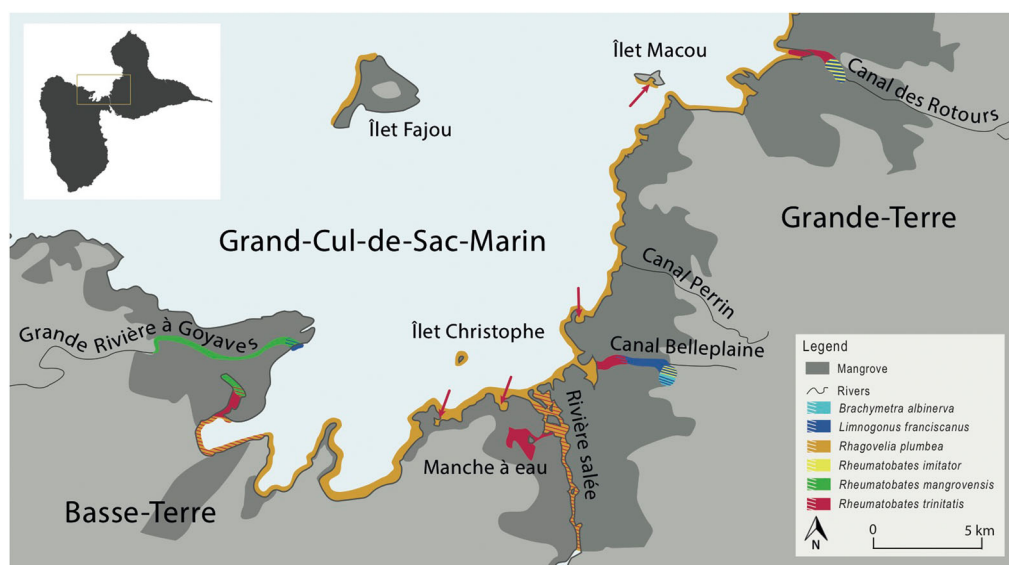 Îlet Macou
Canal des Rotours
Îlet Fajou
Grande-Terre
Grand-Cul-de-Sac-Marin
Canal Perrin
Grande Rivière à Goyaves
Îlet Christophe
Canal Belleplaine
Rivière salée
Manche à eau
Basse-Terre
Legend
Mangrove
Rivers
Brachymetra albinerva
Limnogonus franciscanus
Rhagovelia plumbea
Rheumatobates imitator
Rheumatobates mangrovensis
Rheumatobates trinitatis
N
0 5 km